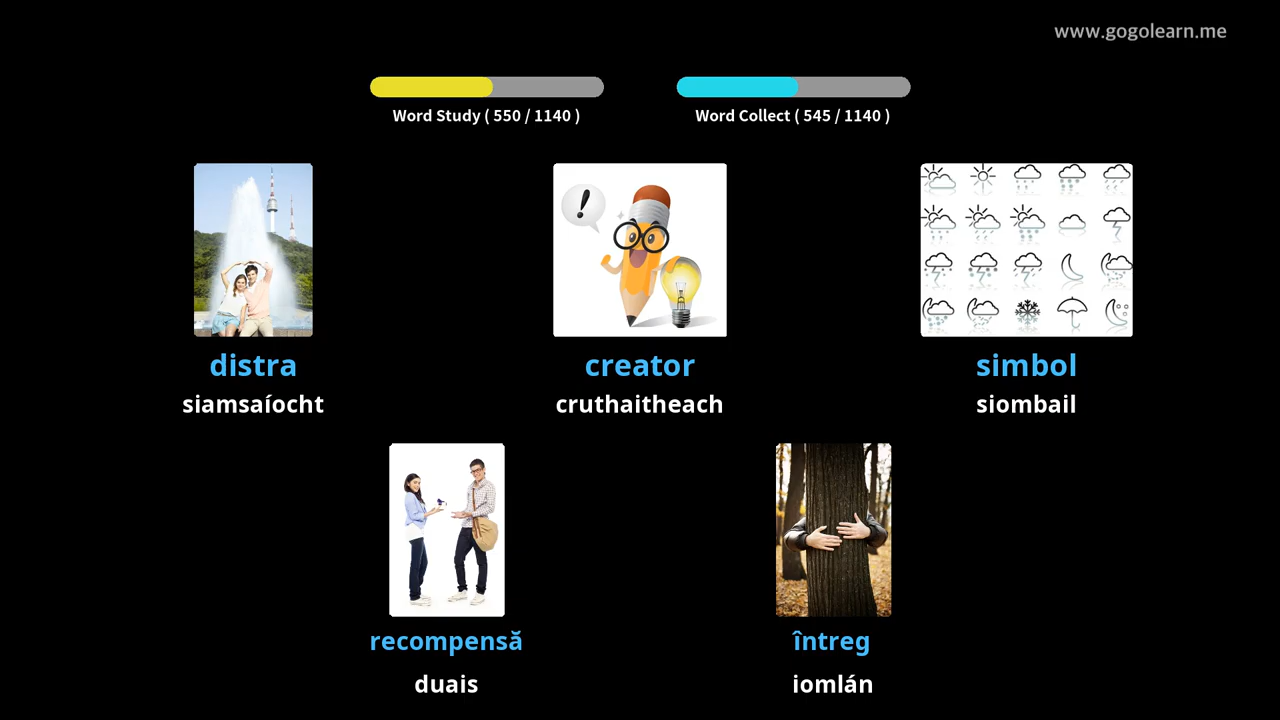 www.gogolearn.me
Word Study ( 550 / 1140 )
Word Collect ( 545 / 1140 )
distra
siamsaíocht
creator
cruthaitheach
simbol
siombail
recompensă
duais
întreg
iomlán